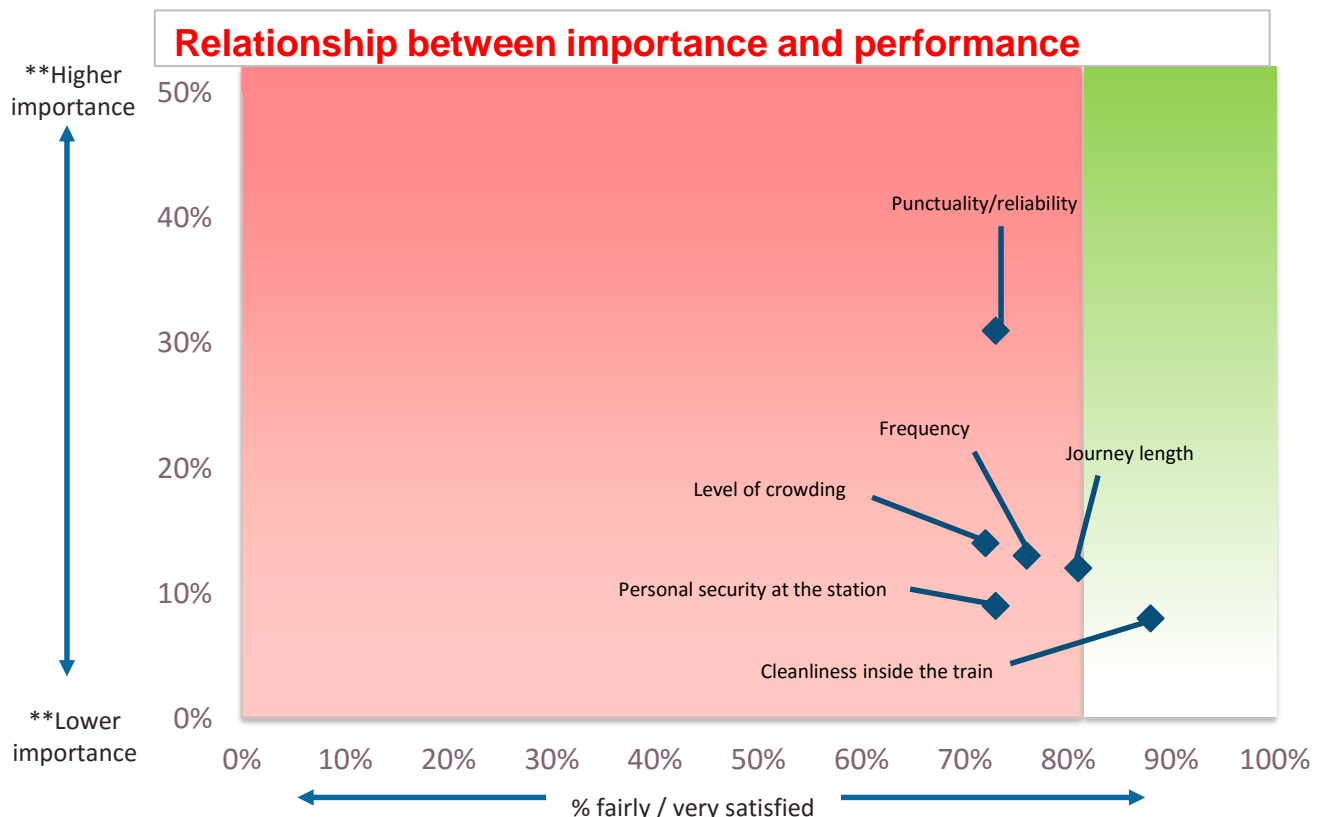 Relationship between importance and performance
**Higher
importance
50%
40%
30%
20%
10%
0%
**Lower
importance
Punctuality/reliability
Frequency
Journey length
Level of crowding
Personal security at the station
Cleanliness inside the train
0% 10% 20% 30% 40% 50% 60% 70% 80% 90% 100%
% fairly / very satisfied